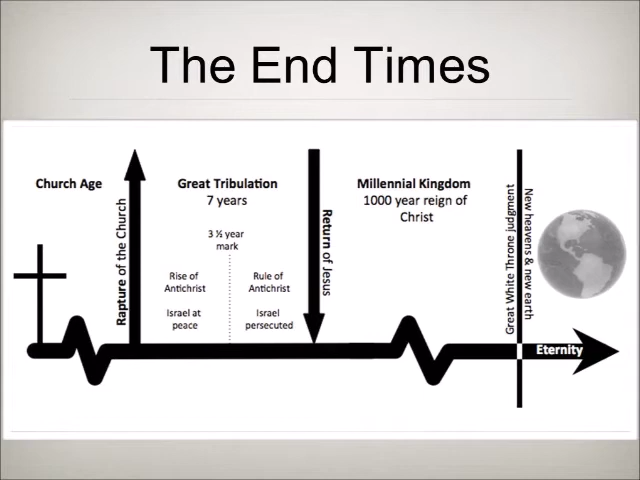 The End Times
Church Age
Rapture of the Church
Great Tribulation
7 years
3 ½ year
mark
Rise of
Antichrist
Israel at
peace
Rule of
Antichrist
Israel
persecuted
Return of Jesus
Millennial Kingdom
1000 year reign of
Christ
Great White Throne judgment
New heavens & new earth
Eternity